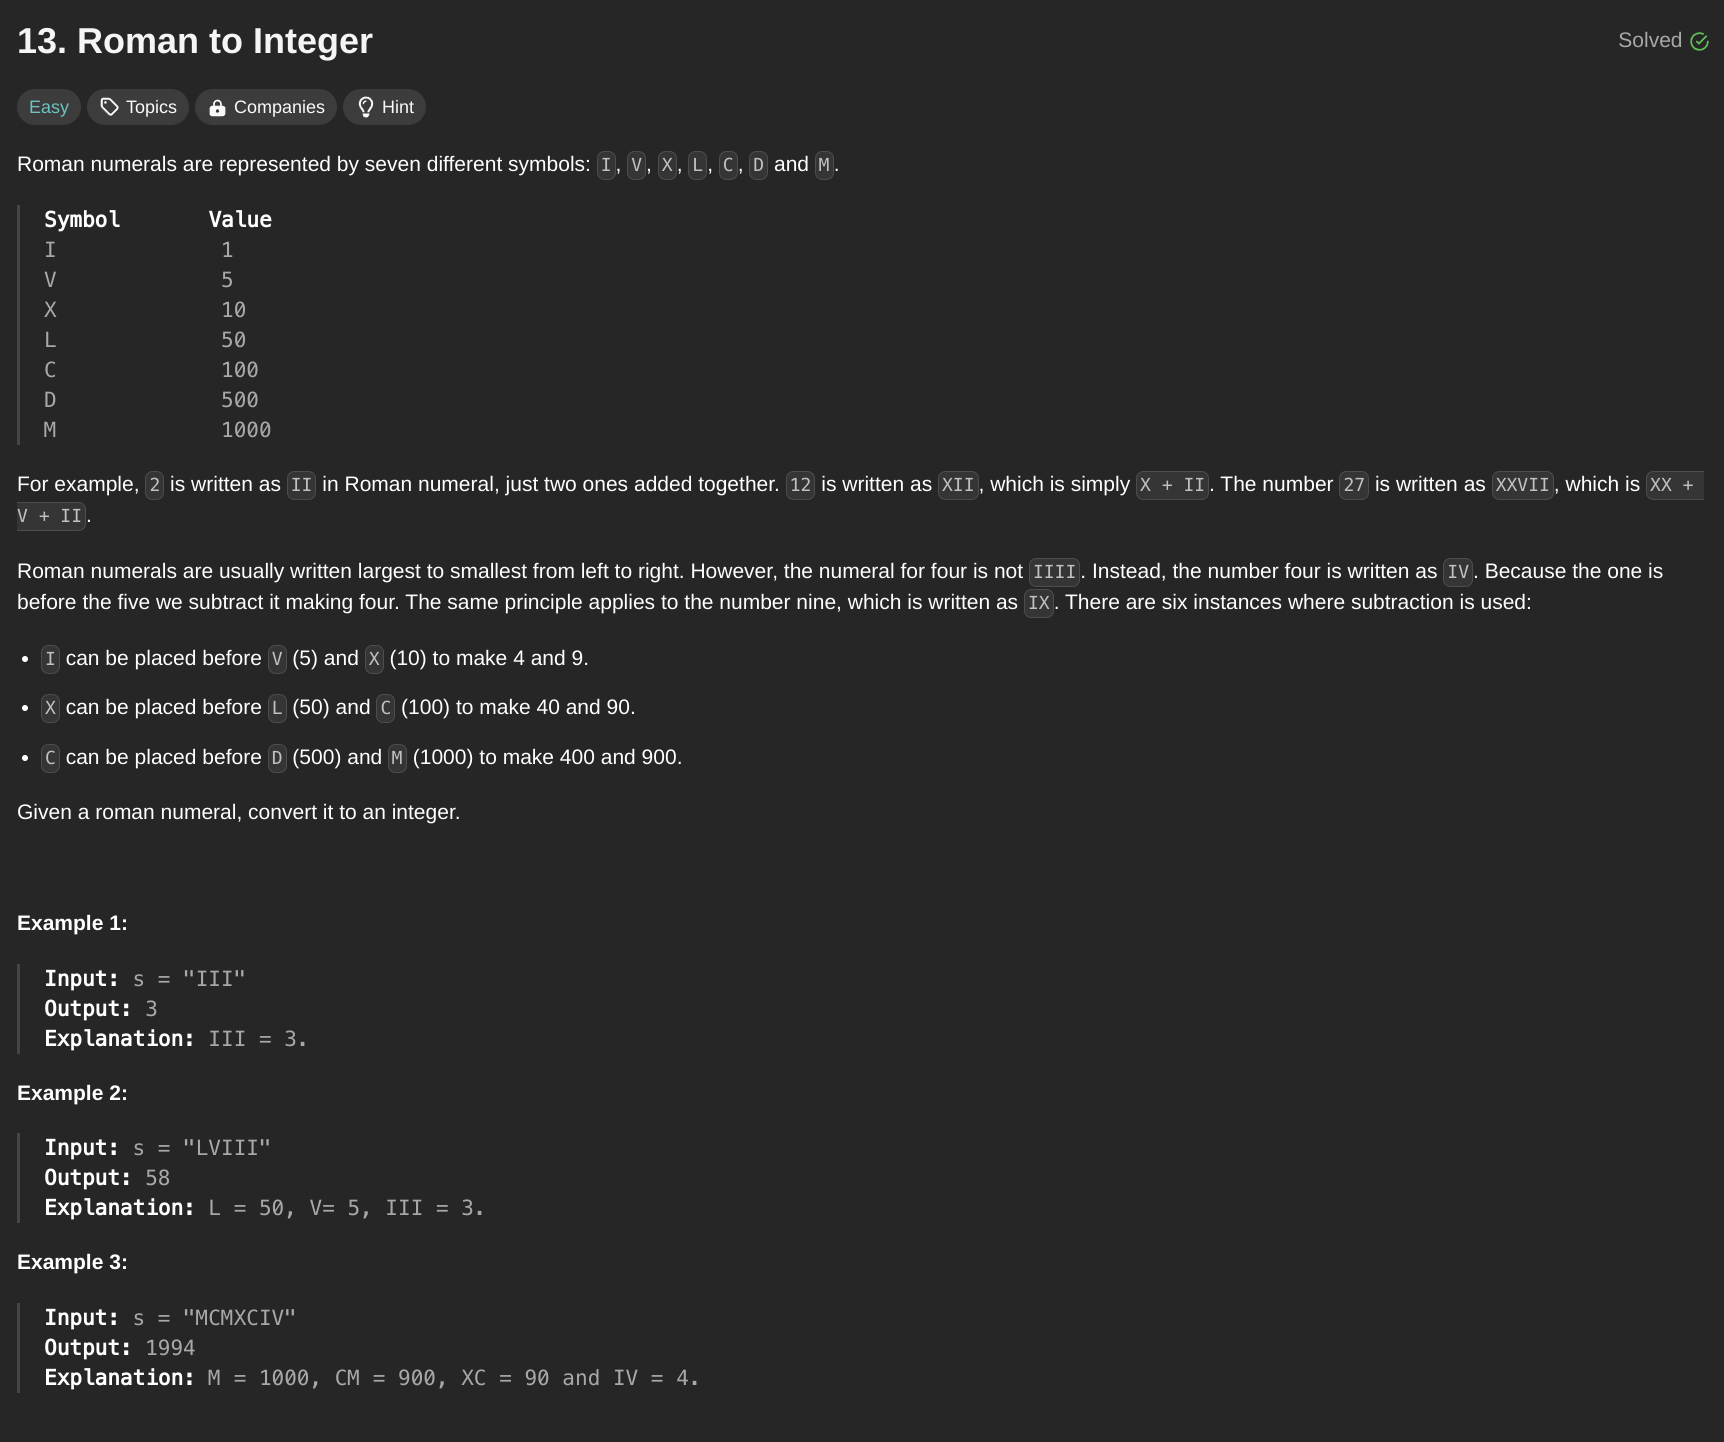 13. Roman to Integer
Solved
Easy Topics Companies Hint
Roman numerals are represented by seven different symbols: I, V, X, L, C, D and M.
Symbol Value
I 1
V 5
X 10
L 50
C 100
D 500
M 1000
For example, 2 is written as II in Roman numeral, just two ones added together. 12 is written as XII, which is simply X + II. The number 27 is written as XXVII, which is XX +
V + II.
Roman numerals are usually written largest to smallest from left to right. However, the numeral for four is not IIII. Instead, the number four is written as IV. Because the one is
before the five we subtract it making four. The same principle applies to the number nine, which is written as IX. There are six instances where subtraction is used:
• I can be placed before V (5) and X (10) to make 4 and 9.
• X can be placed before L (50) and C (100) to make 40 and 90.
• C can be placed before D (500) and M (1000) to make 400 and 900.
Given a roman numeral, convert it to an integer.
Example 1:
Input: s = "III"
Output: 3
Explanation: III = 3.
Example 2:
Input: s = "LVIII"
Output: 58
Explanation: L = 50, V= 5, III = 3.
Example 3:
Input: s = "MCMXCIV"
Output: 1994
Explanation: M = 1000, CM = 900, XC = 90 and IV = 4.